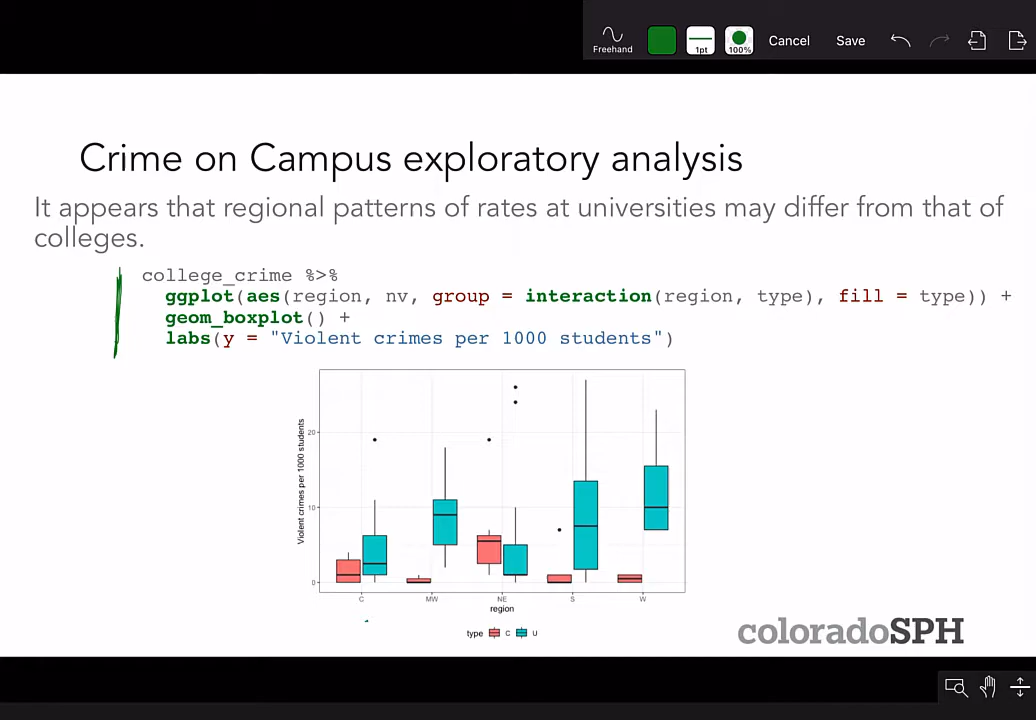 Freehand
1pt
100%
Cancel
Save
Crime on Campus exploratory analysis
It appears that regional patterns of rates at universities may differ from that of
colleges.
college_crime %>%
ggplot(aes(region, nv, group = interaction(region, type), fill = type)) +
geom_boxplot() +
labs(y = "Violent crimes per 1000 students")
Violent crimes per 1000 students
20
10
0
C MW NE S W
region
type C U
coloradoSPH